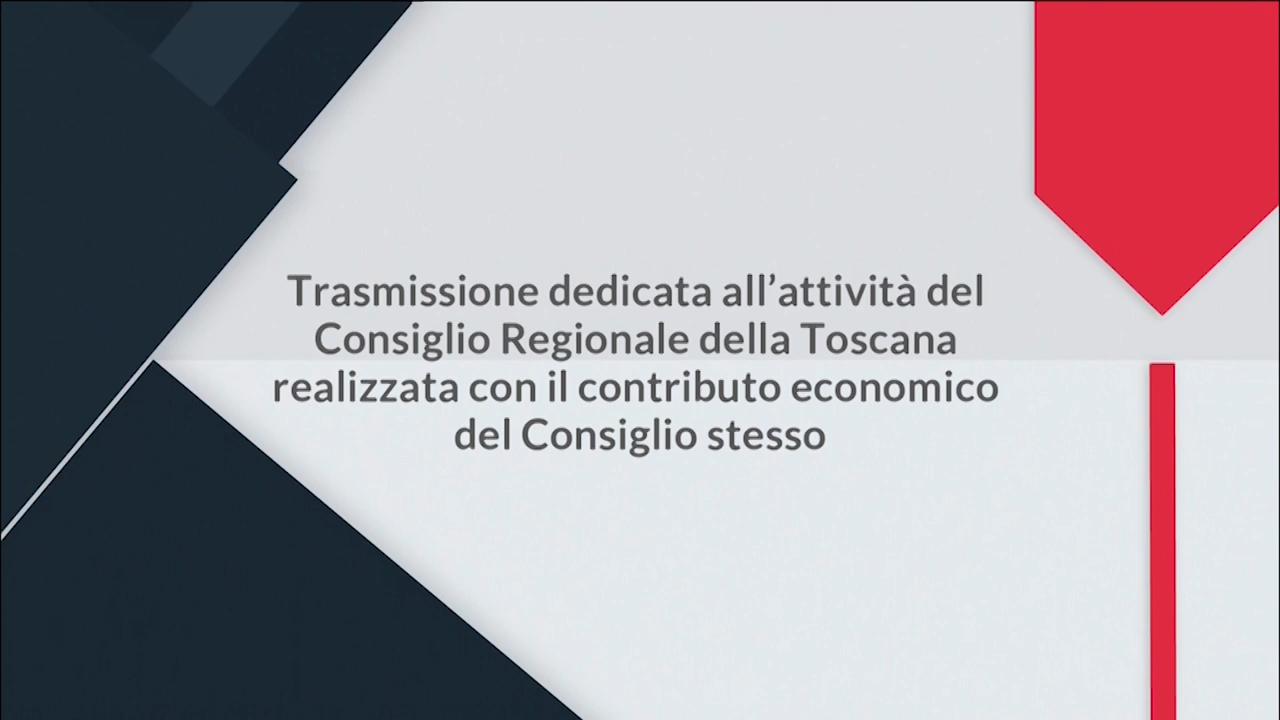 Trasmissione dedicata all’attività del
Consiglio Regionale della Toscana
realizzata con il contributo economico
del Consiglio stesso